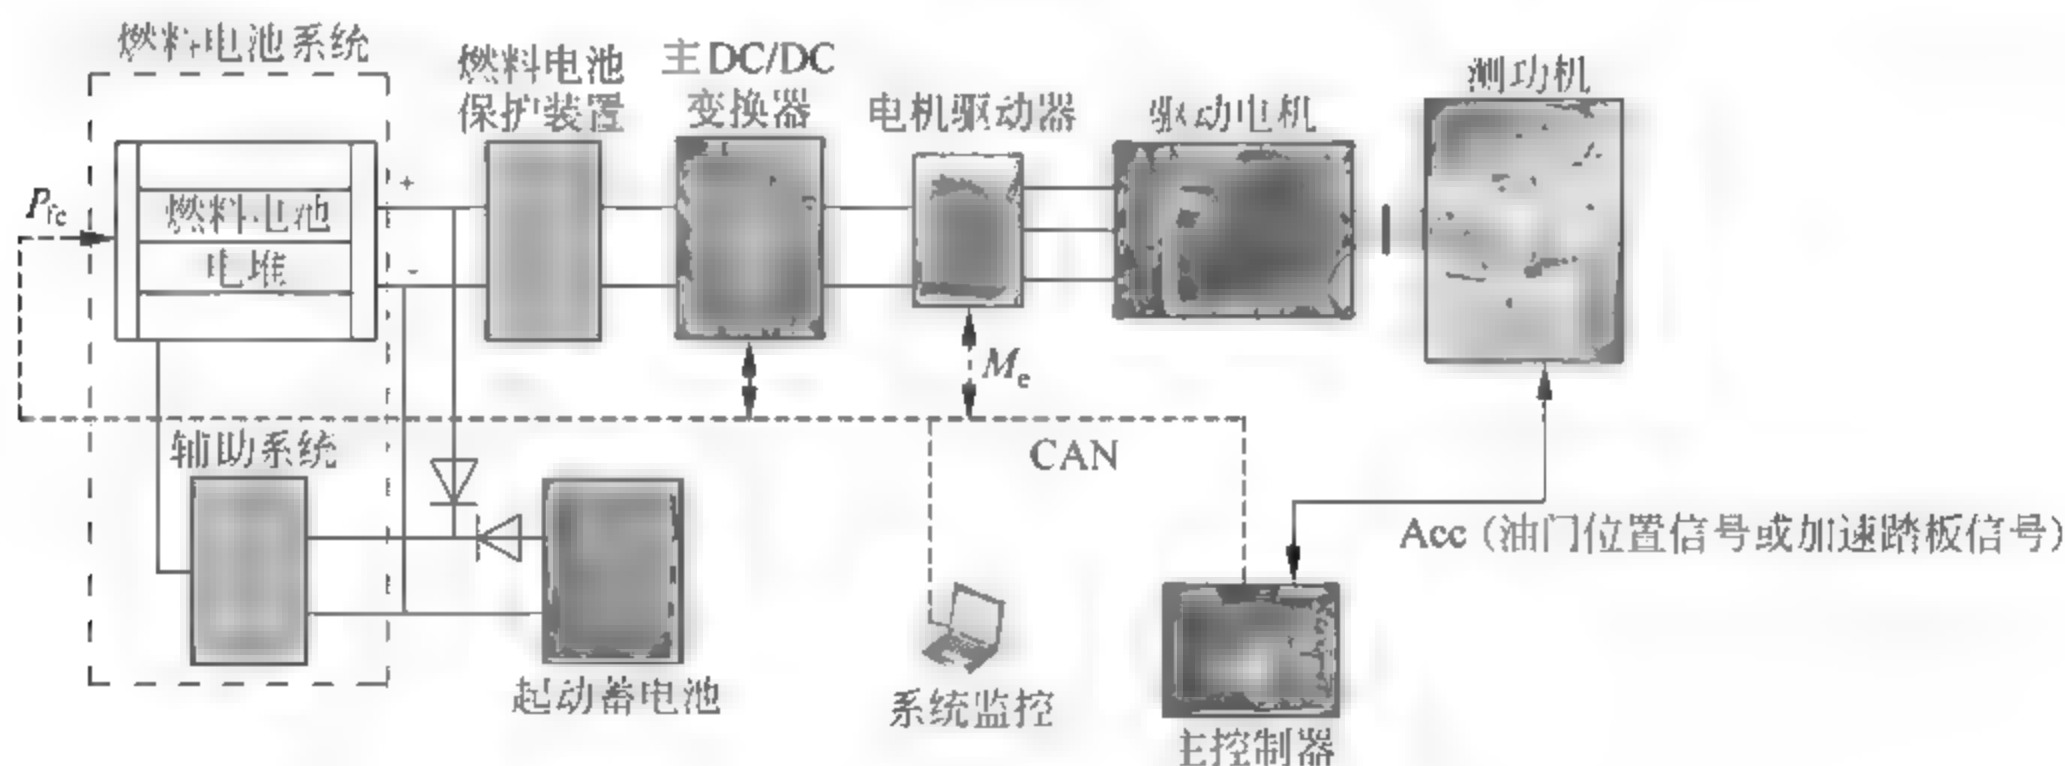 燃料电池系统
燃料电池
保护装置
主DC/DC
变换器
电机驱动器
驱动电机
测功机
P_fc
燃料电池
电堆
+
-
M_e
辅助系统
CAN
Acc (油门位置信号或加速踏板信号)
起动蓄电池
系统监控
主控制器